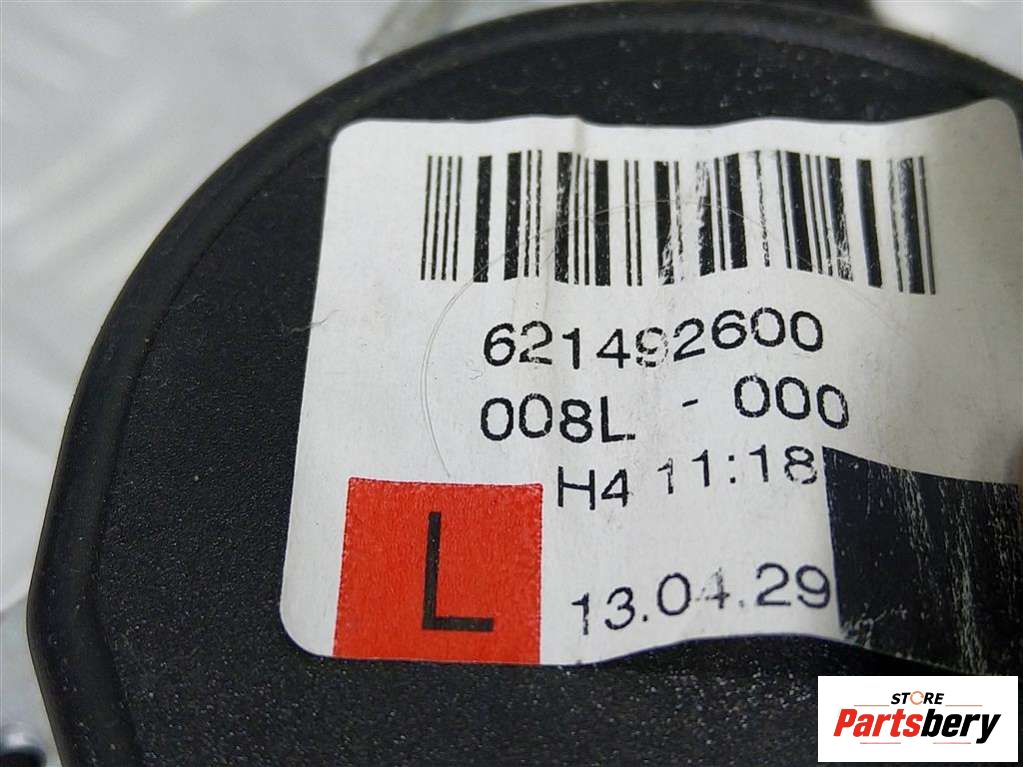 621492600
008L - 000
H4 11:18
L
13.04.29
STORE
Partsbery